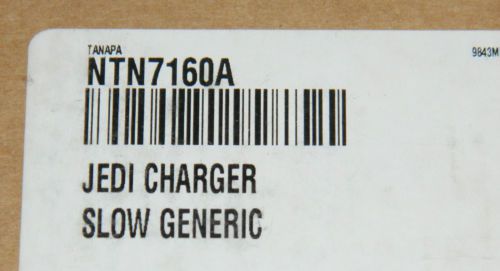 TANAPA
9843M
NTN7160A
JEDI CHARGER
SLOW GENERIC